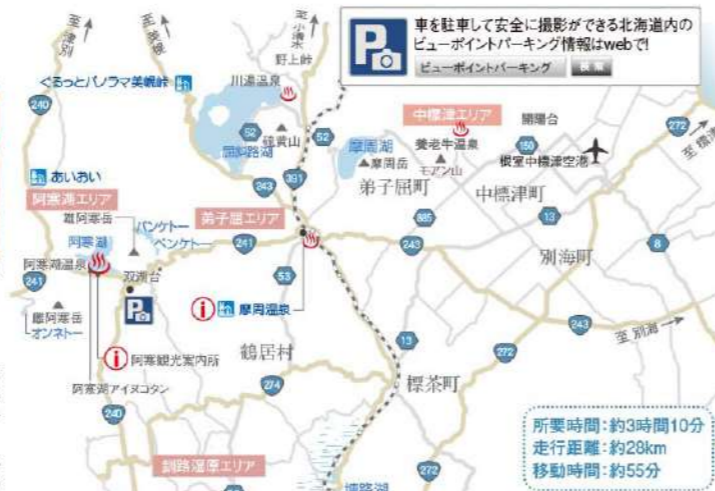 車を駐車して安全に撮影ができる北海道内の
ビューポイントパーキング情報はwebで!
ビューポイントパーキング
検索
至 津別
至 美幌
至 小清水
野上峠
ぐるっとパノラマ美幌峠
川湯温泉
中標津エリア
開陽台
240
52
硫黄山
52
屈斜路湖
摩周湖
摩周岳
養老牛温泉
モアン山
150
根室中標津空港
272
至 標津
あいおい
243
391
弟子屈町
中標津町
阿寒湖エリア
雄阿寒岳
パンケトー
ペンケトー
弟子屈エリア
885
13
阿寒湖
241
243
別海町
8
阿寒湖温泉
双湖台
241
53
摩周温泉
雌阿寒岳
オンネトー
243
至 別海
13
阿寒観光案内所
鶴居村
272
阿寒湖アイヌコタン
274
標茶町
240
釧路湿原エリア
272
塘路湖
所要時間:約3時間10分
走行距離:約28km
移動時間:約55分